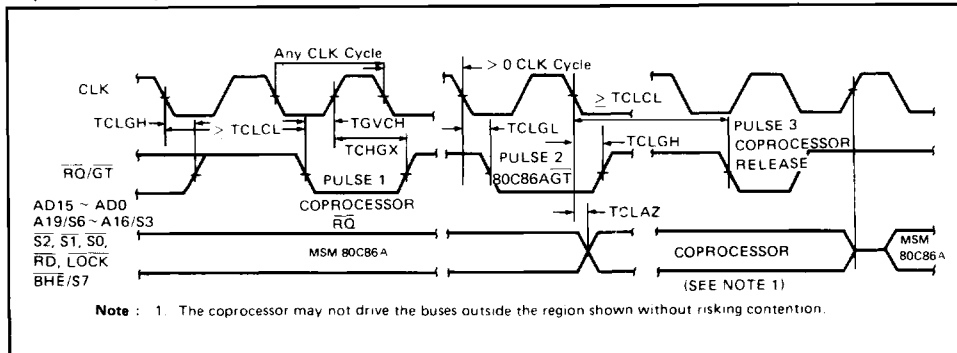 Any CLK Cycle
> 0 CLK Cycle
CLK
≥ TCLCL
TCLGH
> TCLCL
TGVCH
TCLGL
TCLGH
PULSE 3
COPROCESSOR
RELEASE
TCHGX
RQ/GT
PULSE 1
COPROCESSOR
RQ
PULSE 2
80C86AGT
AD15 ~ AD0
A19/S6 ~ A16/S3
S2, S1, S0,
RD, LOCK
BHE/S7
TCLAZ
MSM 80C86A
COPROCESSOR
(SEE NOTE 1)
MSM
80C86A
Note : 1. The coprocessor may not drive the buses outside the region shown without risking contention.